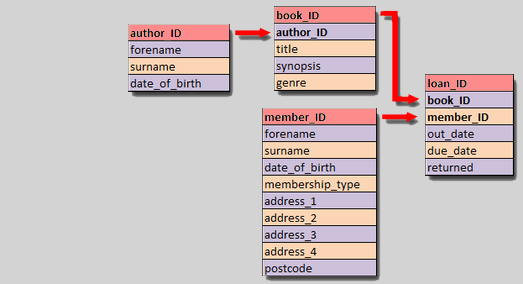 author_ID
forename
surname
date_of_birth
book_ID
author_ID
title
synopsis
genre
member_ID
forename
surname
date_of_birth
membership_type
address_1
address_2
address_3
address_4
postcode
loan_ID
book_ID
member_ID
out_date
due_date
returned